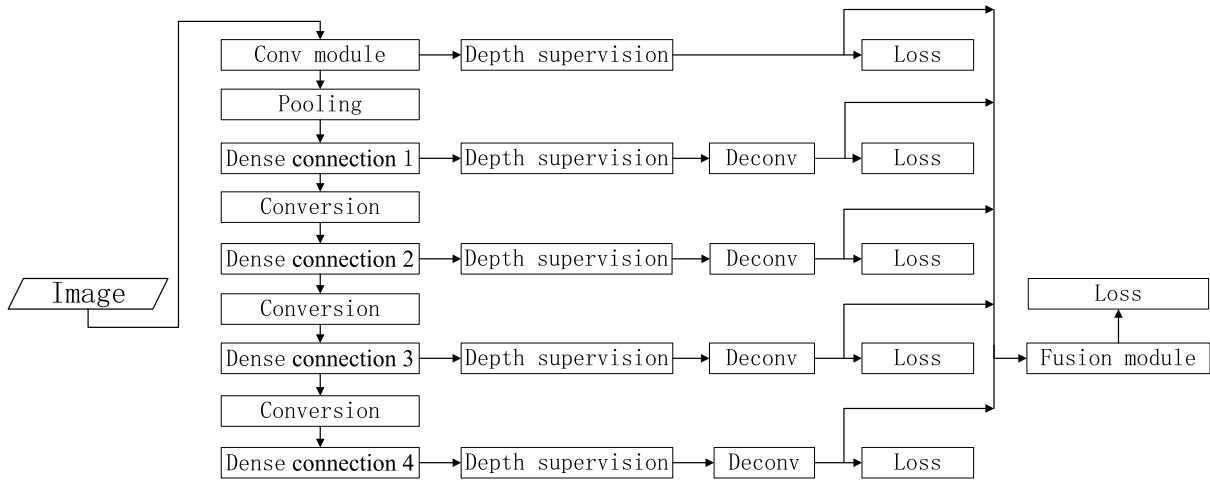 Conv module
Depth supervision
Loss
Pooling
Dense connection 1
Depth supervision
Deconv
Loss
Conversion
Dense connection 2
Depth supervision
Deconv
Loss
Image
Conversion
Loss
Dense connection 3
Depth supervision
Deconv
Loss
Fusion module
Conversion
Dense connection 4
Depth supervision
Deconv
Loss